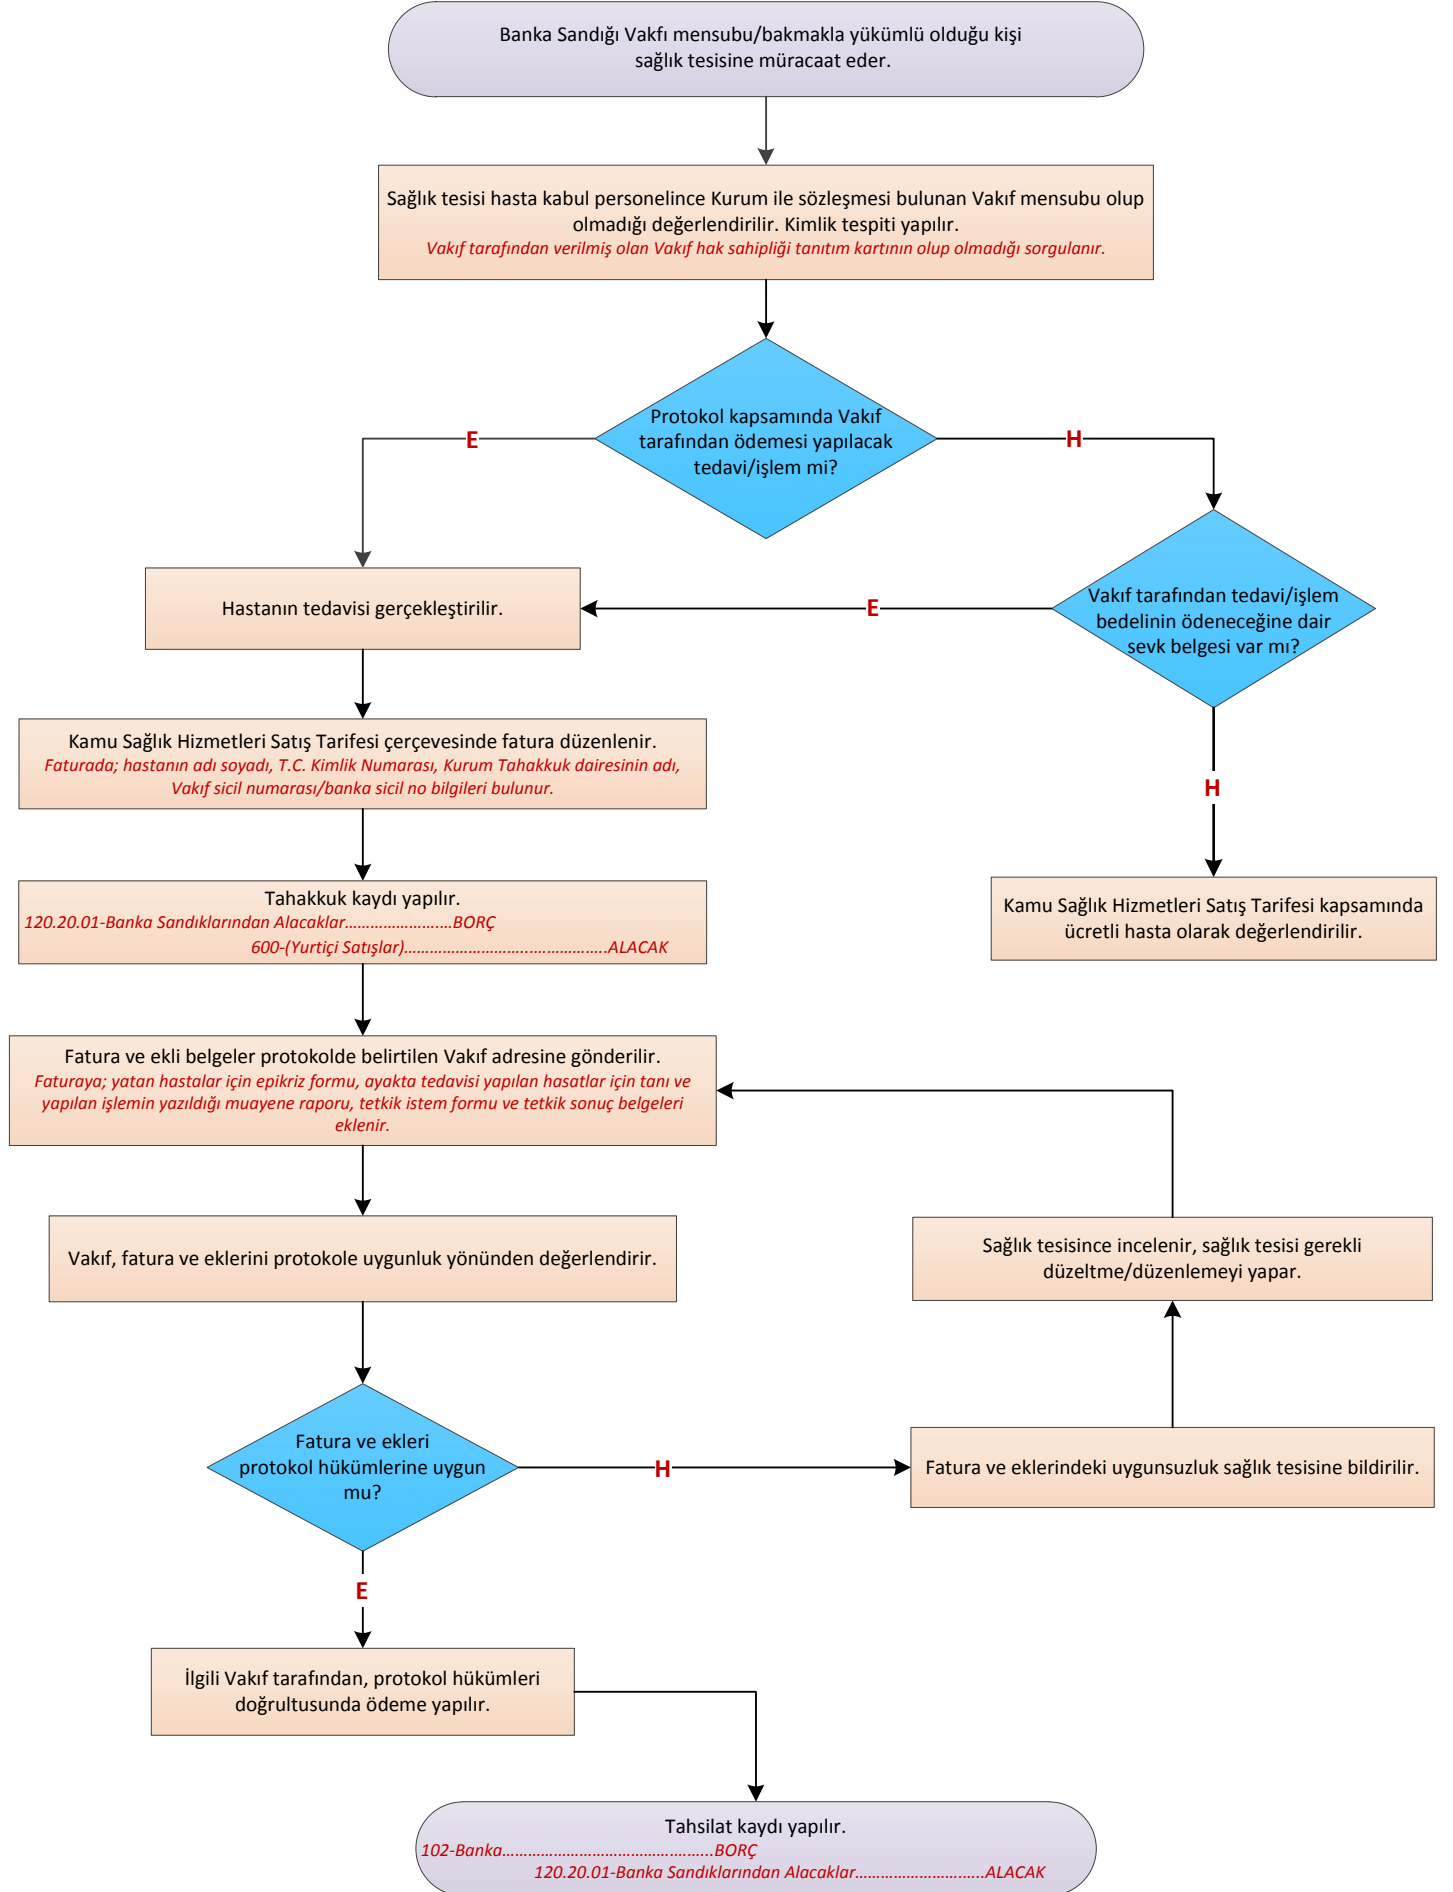 Banka Sandığı Vakfı mensubu/bakmakla yükümlü olduğu kişi
sağlık tesisine müracaat eder.
Sağlık tesisi hasta kabul personelince Kurum ile sözleşmesi bulunan Vakıf mensubu olup
olmadığı değerlendirilir. Kimlik tespiti yapılır.
Vakıf tarafından verilmiş olan Vakıf hak sahipliği tanıtım kartının olup olmadığı sorgulanır.
Protokol kapsamında Vakıf
tarafından ödemesi yapılacak
tedavi/işlem mi?
E
H
Vakıf tarafından tedavi/işlem
bedelinin ödeneceğine dair
sevk belgesi var mı?
E
Hastanın tedavisi gerçekleştirilir.
H
Kamu Sağlık Hizmetleri Satış Tarifesi çerçevesinde fatura düzenlenir.
Faturada; hastanın adı soyadı, T.C. Kimlik Numarası, Kurum Tahakkuk dairesinin adı,
Vakıf sicil numarası/banka sicil no bilgileri bulunur.
Kamu Sağlık Hizmetleri Satış Tarifesi kapsamında
ücretli hasta olarak değerlendirilir.
Tahakkuk kaydı yapılır.
120.20.01-Banka Sandıklarından Alacaklar……………………BORÇ
600-(Yurtiçi Satışlar)……………………………………..ALACAK
Fatura ve ekli belgeler protokolde belirtilen Vakıf adresine gönderilir.
Faturaya; yatan hastalar için epikriz formu, ayakta tedavisi yapılan hasatlar için tanı ve
yapılan işlemin yazıldığı muayene raporu, tetkik istem formu ve tetkik sonuç belgeleri
eklenir.
Vakıf, fatura ve eklerini protokole uygunluk yönünden değerlendirir.
Sağlık tesisince incelenir, sağlık tesisi gerekli
düzeltme/düzenlemeyi yapar.
Fatura ve ekleri
protokol hükümlerine uygun
mu?
H
Fatura ve eklerindeki uygunsuzluk sağlık tesisine bildirilir.
E
İlgili Vakıf tarafından, protokol hükümleri
doğrultusunda ödeme yapılır.
Tahsilat kaydı yapılır.
102-Banka………………………………………..BORÇ
120.20.01-Banka Sandıklarından Alacaklar………………………..ALACAK